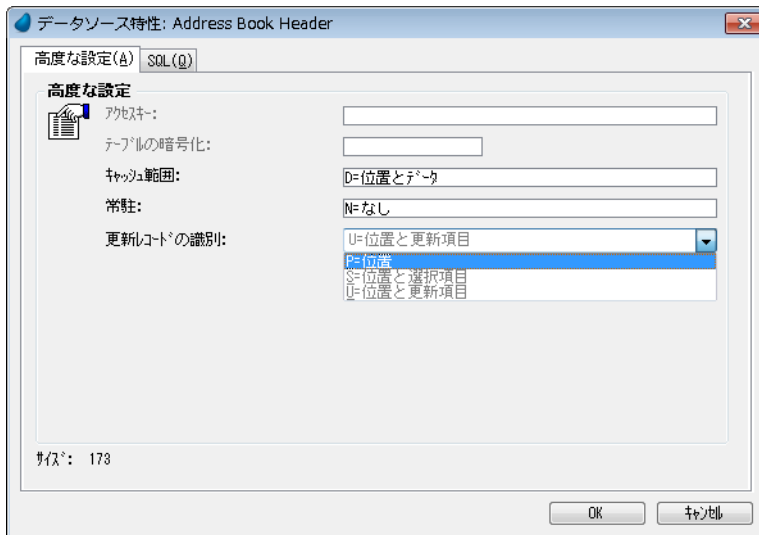 データソース特性: Address Book Header
高度な設定(A) SQL(Q)
高度な設定
ｱｸｾｽｷｰ:
ﾃｰﾌﾞﾙの暗号化:
ｷｬｯｼｭ範囲: D=位置とﾃﾞｰﾀ
常駐: N=なし
更新ﾚｺｰﾄﾞの識別: U=位置と更新項目
P=位置
S=位置と選択項目
U=位置と更新項目
ｻｲｽﾞ: 173
OK ｷｬﾝｾﾙ